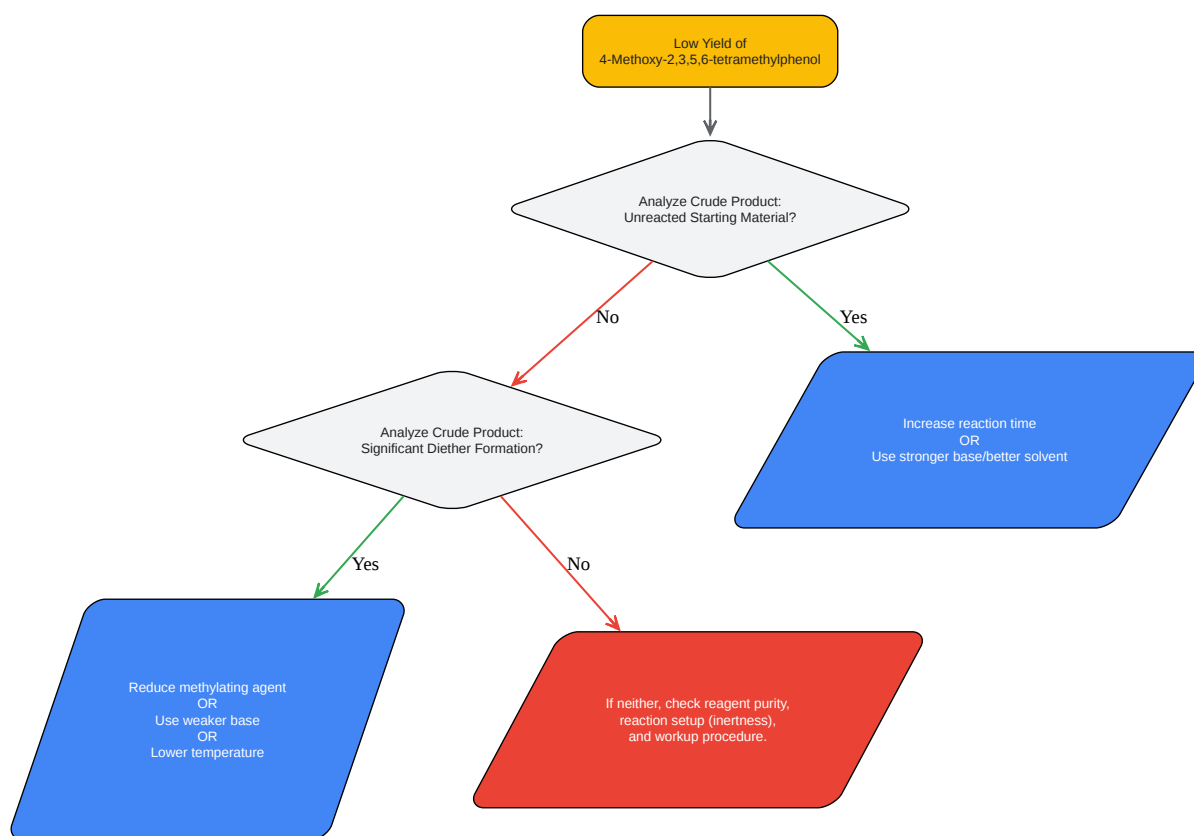 Low Yield of
4-Methoxy-2,3,5,6-tetramethylphenol
Analyze Crude Product:
Unreacted Starting Material?
No
Yes
Analyze Crude Product:
Significant Diether Formation?
Increase reaction time
OR
Use stronger base/better solvent
Yes
No
Reduce methylating agent
OR
Use weaker base
OR
Lower temperature
If neither, check reagent purity,
reaction setup (inertness),
and workup procedure.